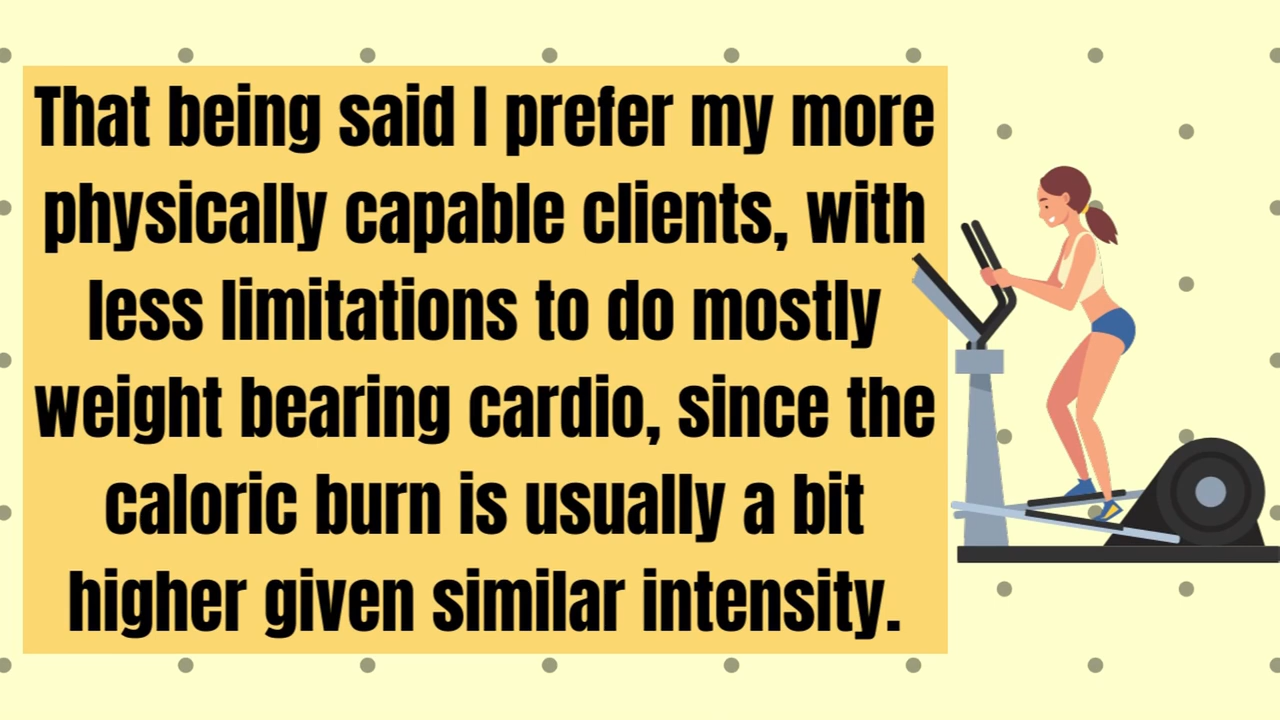 That being said I prefer my more
physically capable clients, with
less limitations to do mostly
weight bearing cardio, since the
caloric burn is usually a bit
higher given similar intensity.